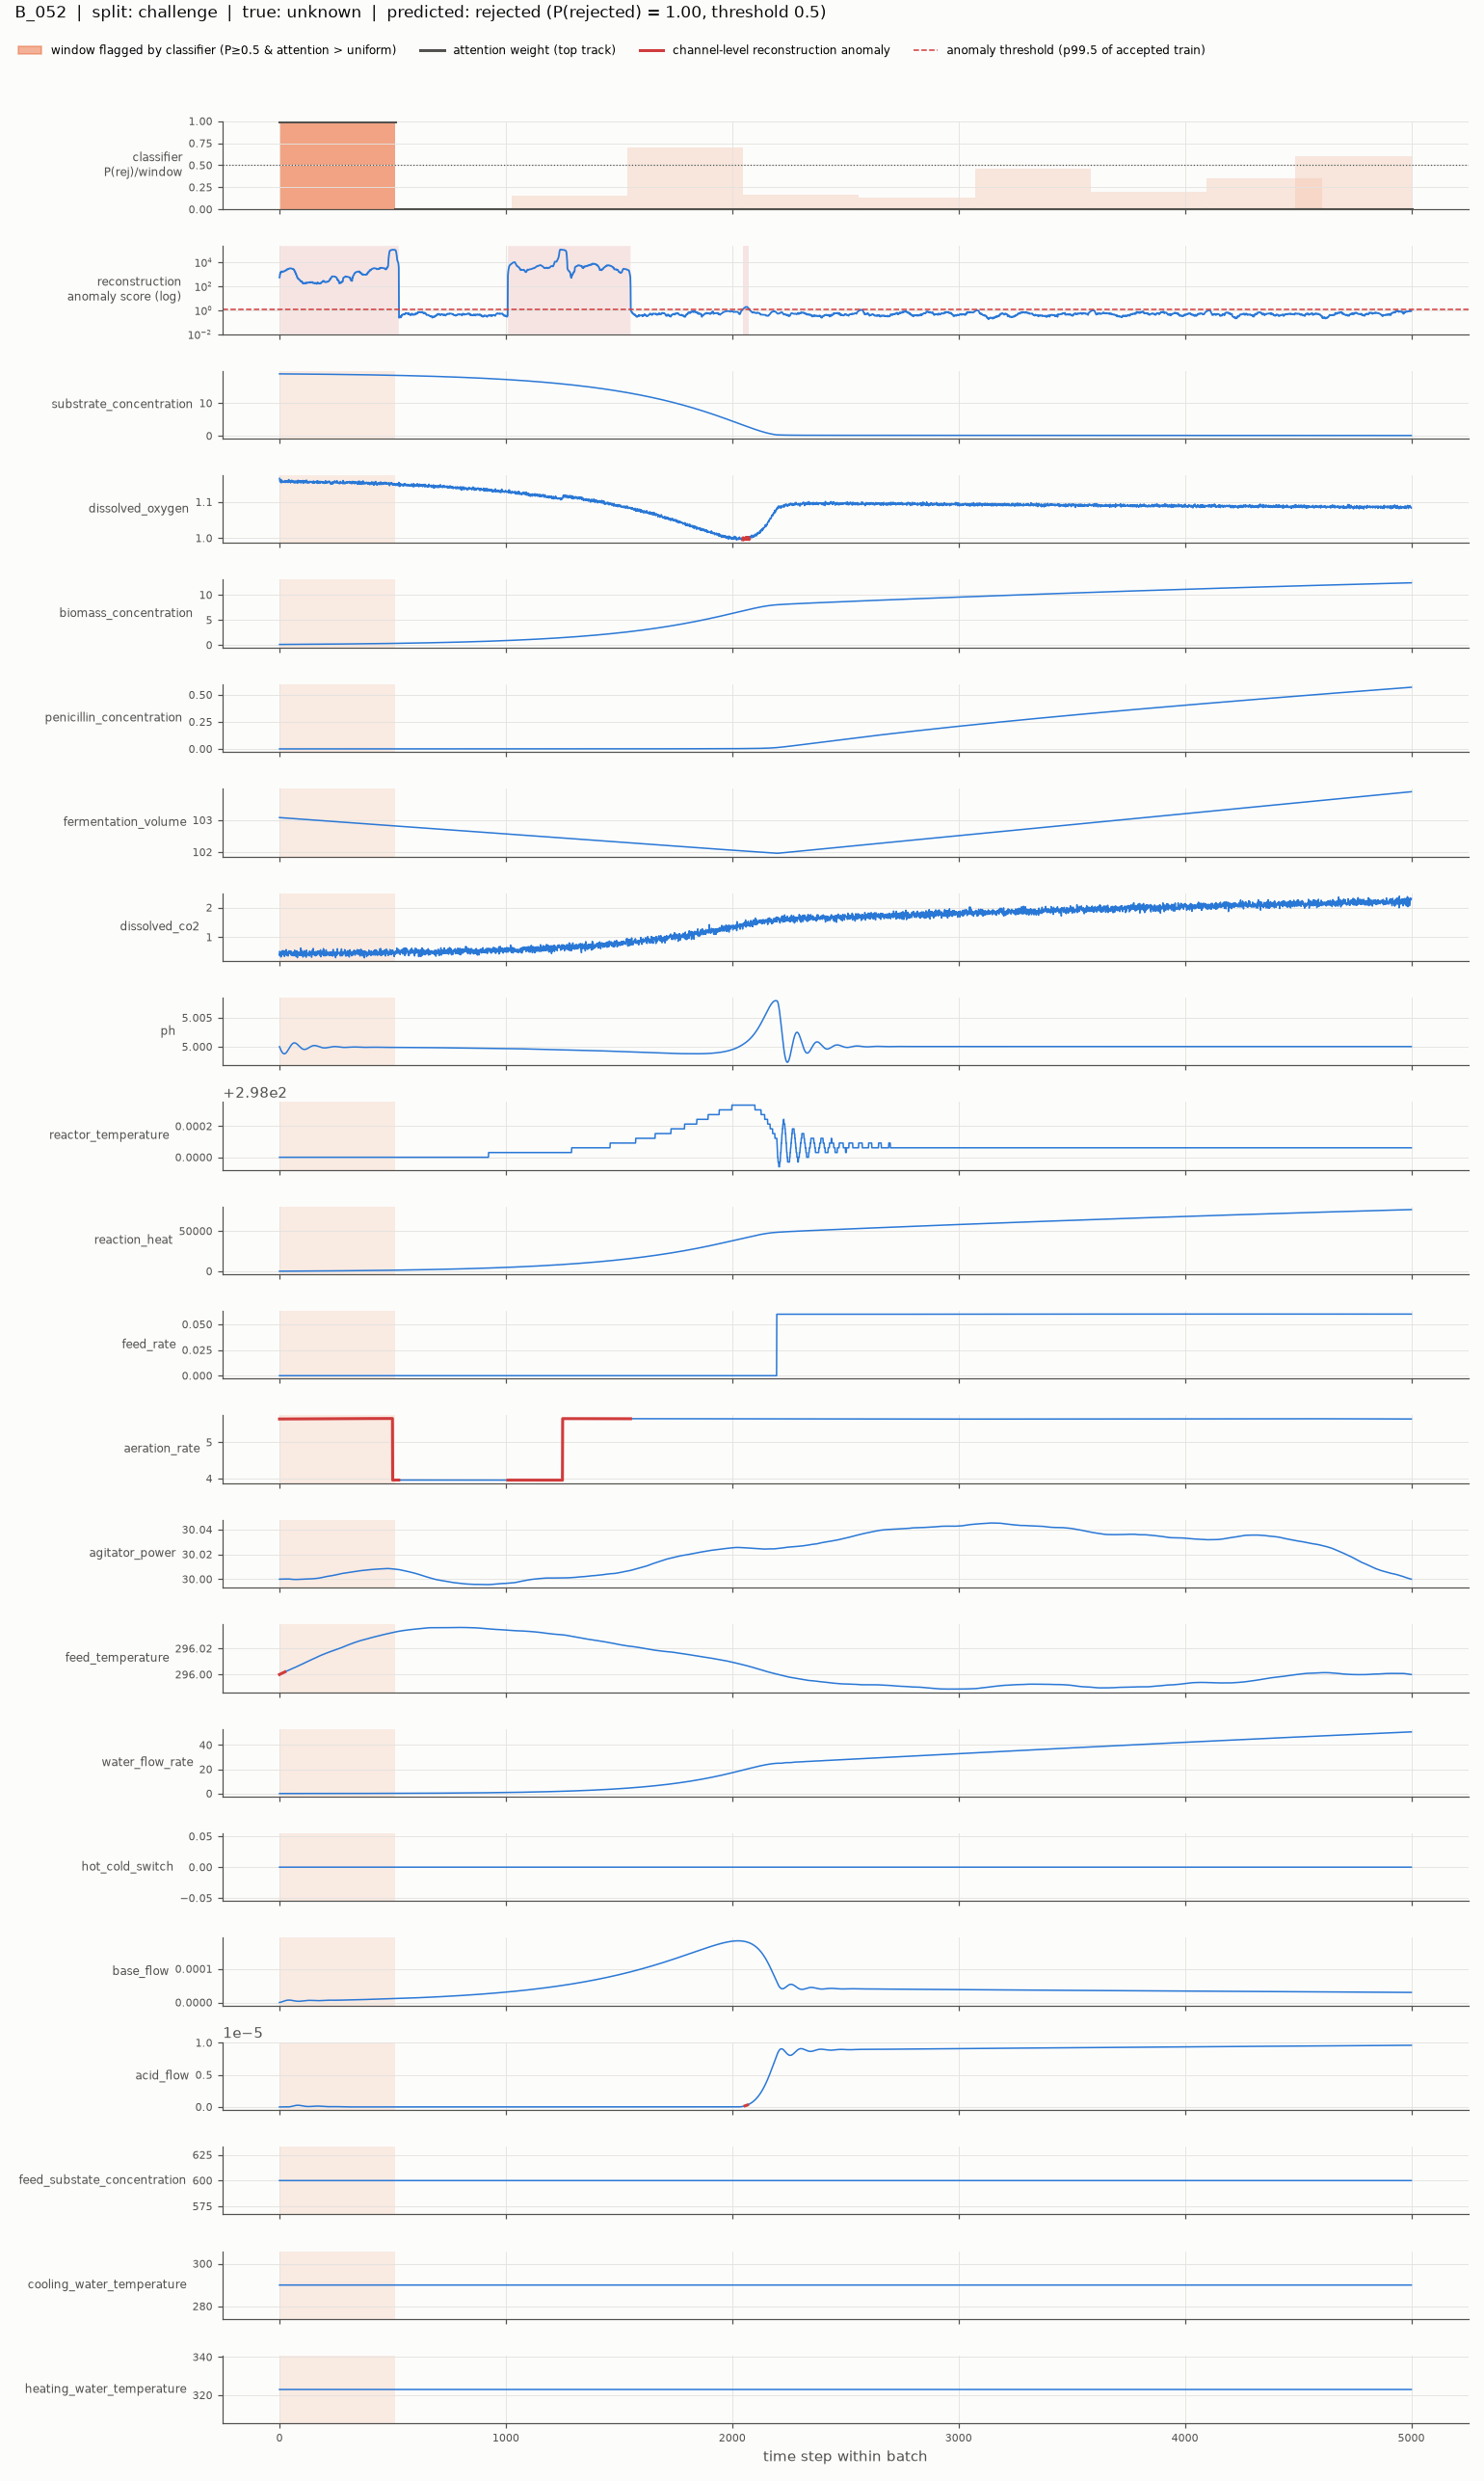 B_052 | split: challenge | true: unknown | predicted: rejected (P(rejected) = 1.00, threshold 0.5)
window flagged by classifier (P≥0.5 & attention > uniform) attention weight (top track) channel-level reconstruction anomaly anomaly threshold (p99.5 of accepted train)
classifier
P(rej)/window
1.00
0.75
0.50
0.25
0.00
reconstruction
anomaly score (log)
10⁴
10²
10⁰
10⁻²
substrate_concentration
10
0
dissolved_oxygen
1.1
1.0
biomass_concentration
10
5
0
penicillin_concentration
0.50
0.25
0.00
fermentation_volume
103
102
dissolved_co2
2
1
ph
5.005
5.000
+2.98e2
reactor_temperature
0.0002
0.0000
reaction_heat
50000
0
feed_rate
0.050
0.025
0.000
aeration_rate
5
4
agitator_power
30.04
30.02
30.00
feed_temperature
296.02
296.00
water_flow_rate
40
20
0
hot_cold_switch
0.05
0.00
−0.05
base_flow
0.0001
0.0000
1e−5
acid_flow
1.0
0.5
0.0
feed_substate_concentration
625
600
575
cooling_water_temperature
300
280
heating_water_temperature
340
320
0 1000 2000 3000 4000 5000
time step within batch